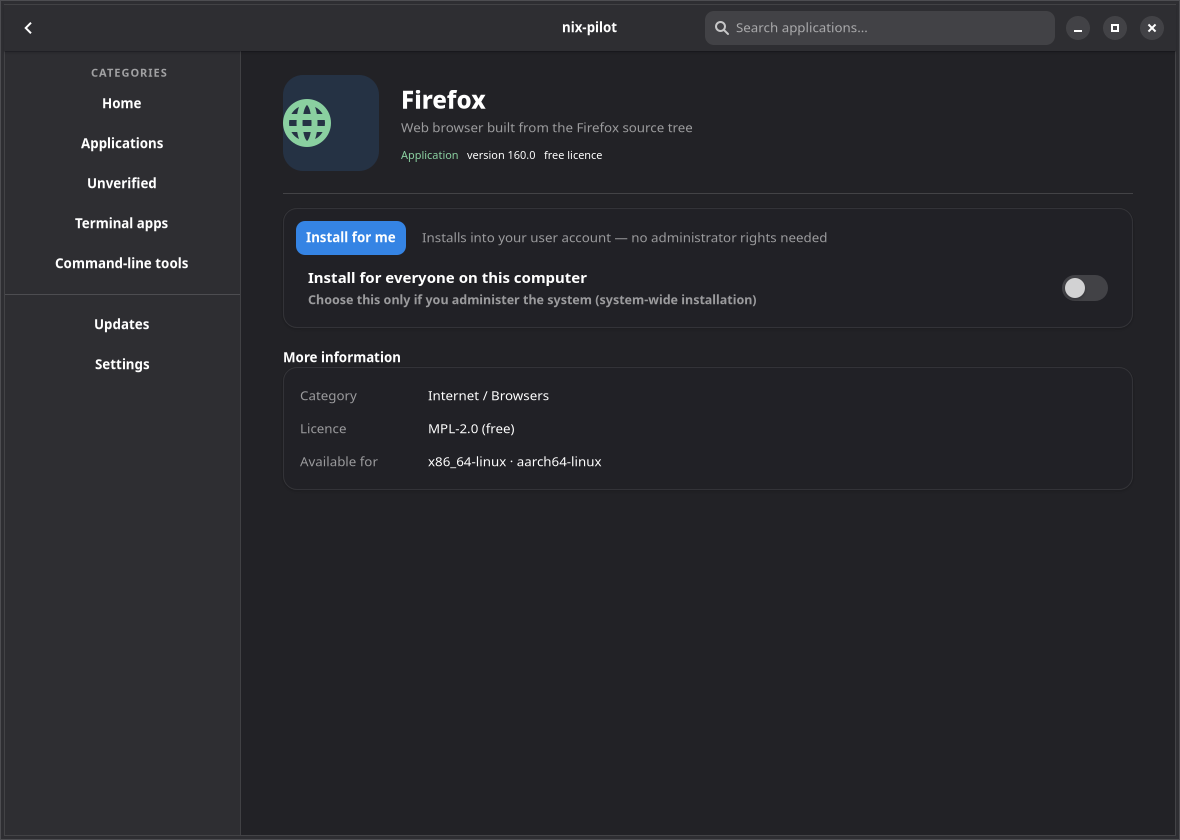 nix-pilot
Search applications...
CATEGORIES
Home
Applications
Unverified
Terminal apps
Command-line tools
Updates
Settings
Firefox
Web browser built from the Firefox source tree
Application version 160.0 free licence
Install for me Installs into your user account — no administrator rights needed
Install for everyone on this computer
Choose this only if you administer the system (system-wide installation)
More information
Category Internet / Browsers
Licence MPL-2.0 (free)
Available for x86_64-linux · aarch64-linux